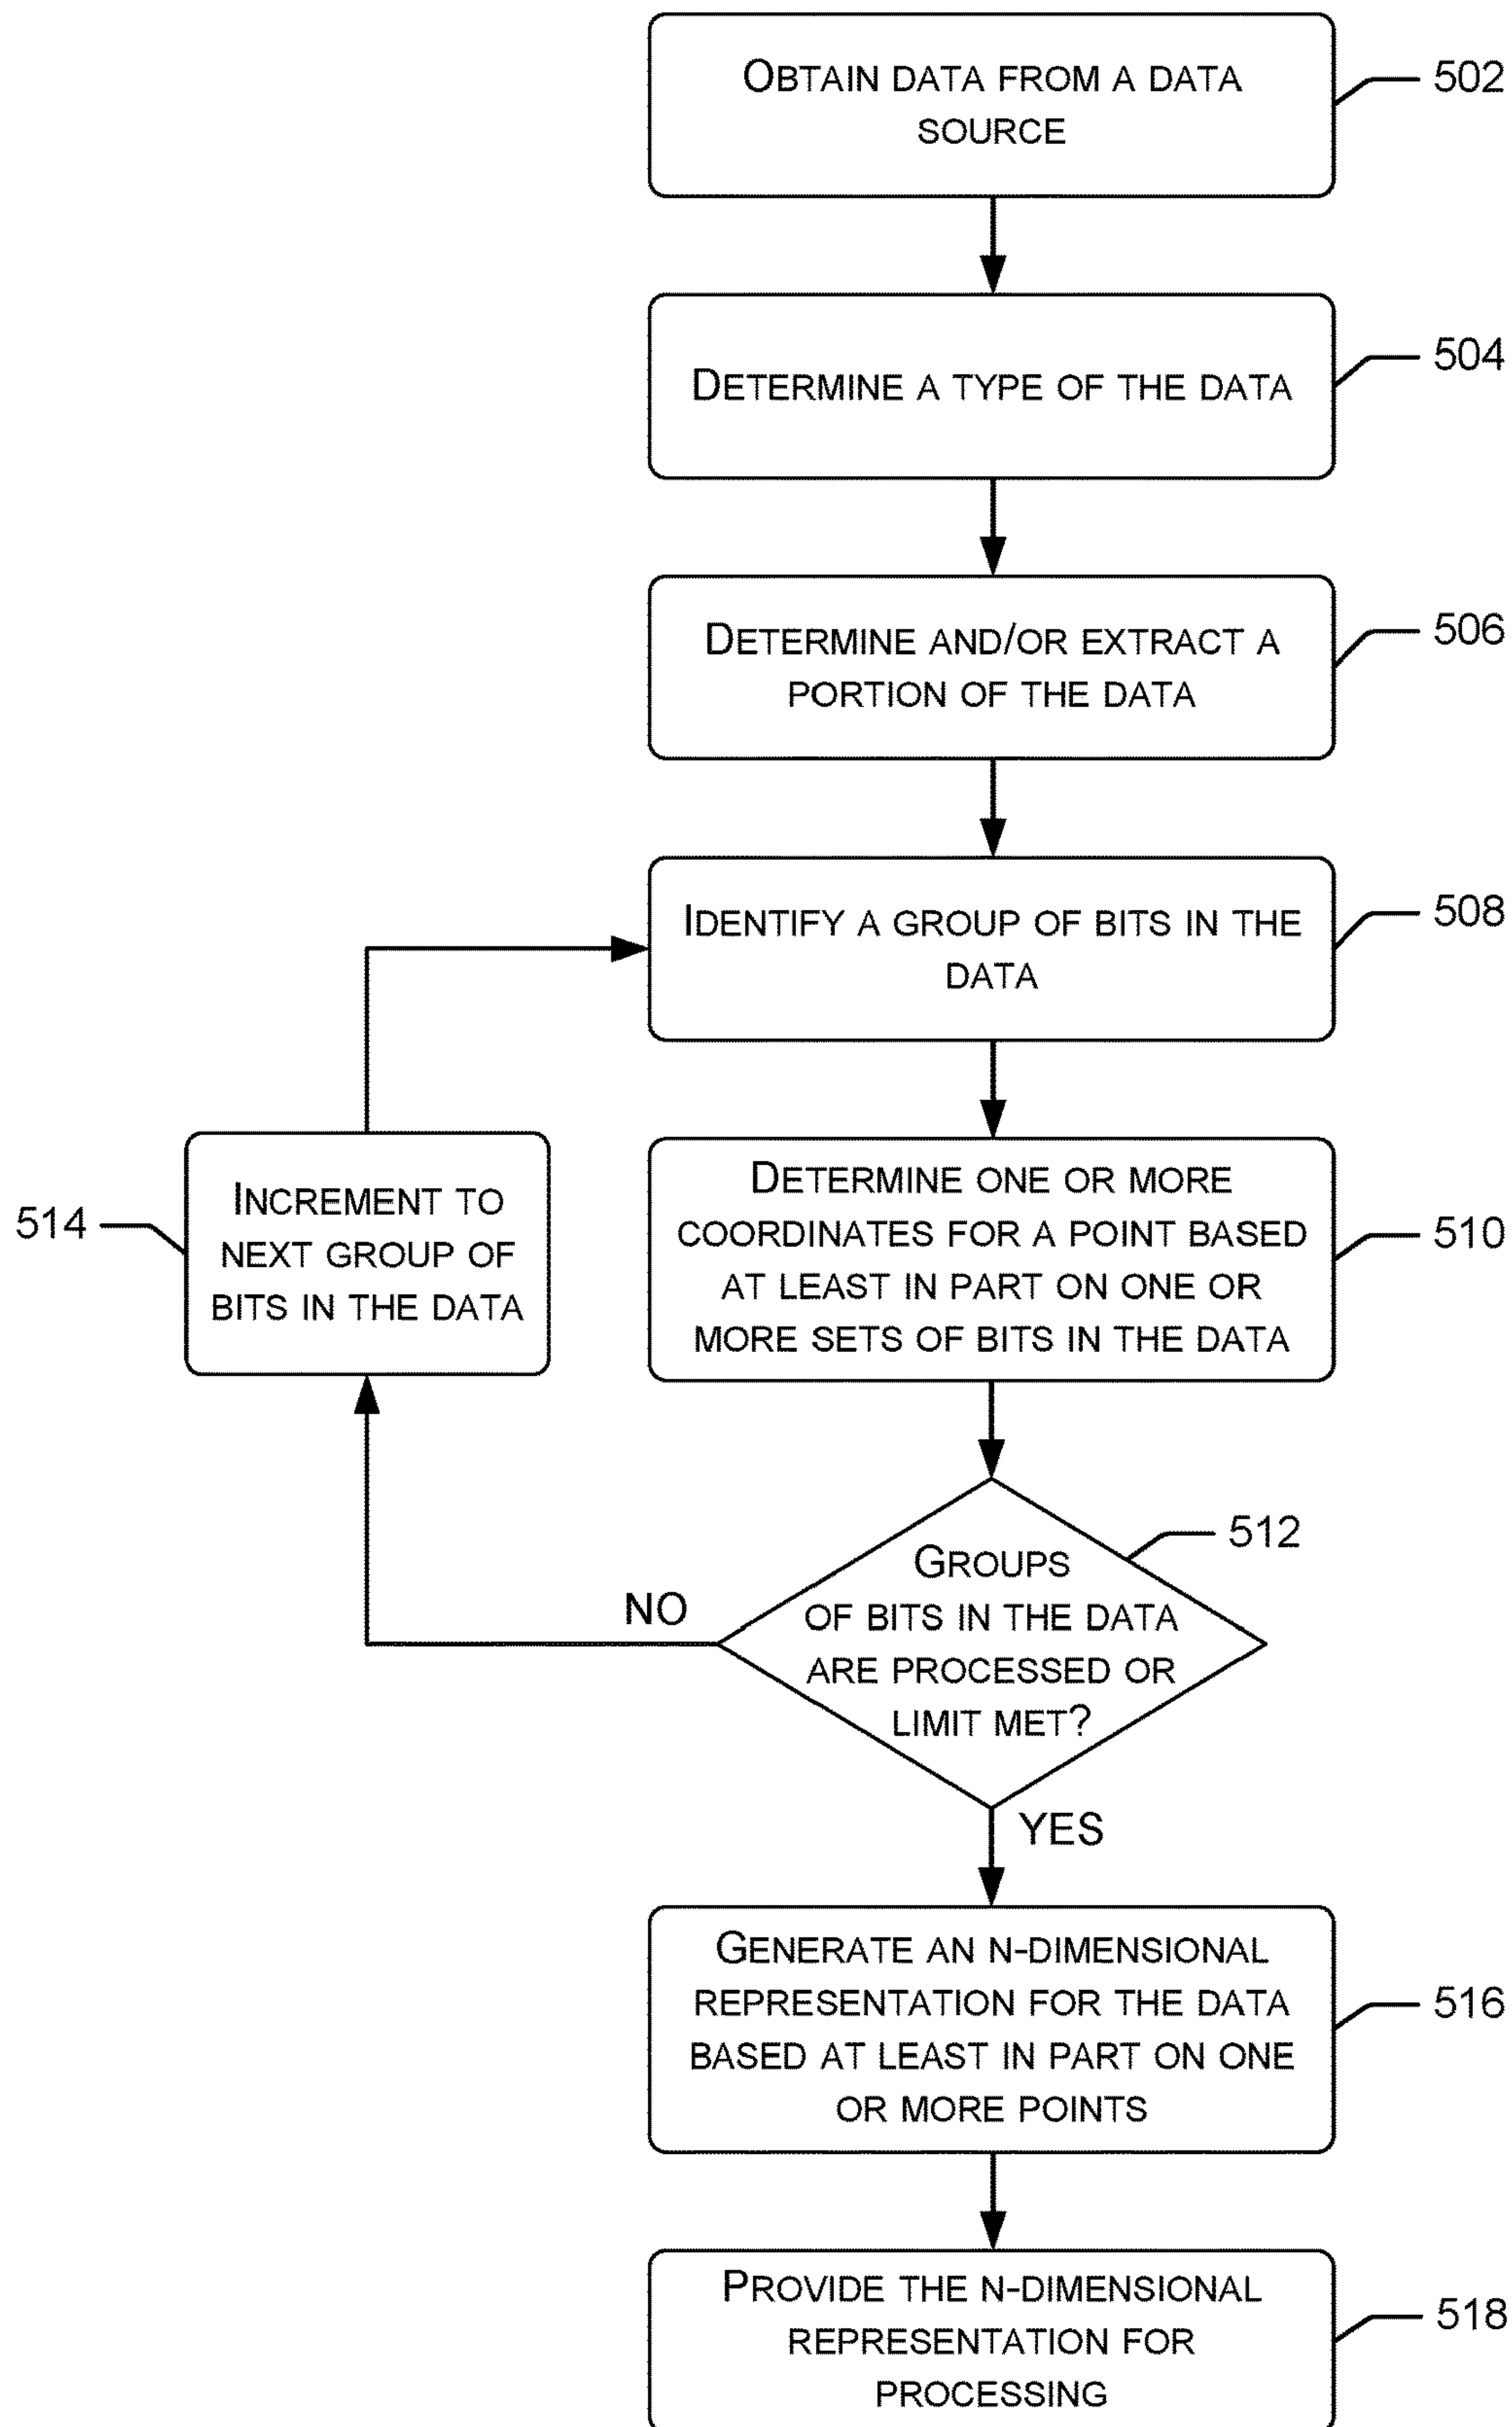 OBTAIN DATA FROM A DATA
SOURCE
502
DETERMINE A TYPE OF THE DATA
504
DETERMINE AND/OR EXTRACT A
PORTION OF THE DATA
506
IDENTIFY A GROUP OF BITS IN THE
DATA
508
DETERMINE ONE OR MORE
COORDINATES FOR A POINT BASED
AT LEAST IN PART ON ONE OR
MORE SETS OF BITS IN THE DATA
510
514
INCREMENT TO
NEXT GROUP OF
BITS IN THE DATA
GROUPS
OF BITS IN THE DATA
ARE PROCESSED OR
LIMIT MET?
512
NO
YES
GENERATE AN N-DIMENSIONAL
REPRESENTATION FOR THE DATA
BASED AT LEAST IN PART ON ONE
OR MORE POINTS
516
PROVIDE THE N-DIMENSIONAL
REPRESENTATION FOR
PROCESSING
518